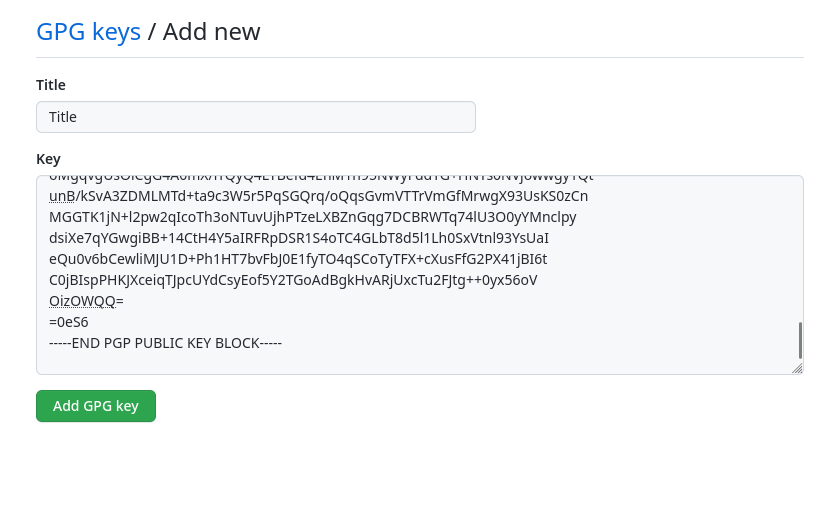 GPG keys / Add new
Title
Title
Key
unB/kSvA3ZDMLMTd+ta9c3W5r5PqSGQrq/oQqsGvmVTTrVmGfMrwgX93UsKS0zCn
MGGTK1jN+l2pw2qIcoTh3oNTuvUjhPTzeLXBZnGqg7DCBRWTq74lU3O0yYMnclpy
dsiXe7qYGwgiBB+14CtH4Y5aIRFRpDSR1S4oTC4GLbT8d5l1Lh0SxVtnl93YsUaI
eQu0v6bCewliMJU1D+Ph1HT7bvFbJ0E1fyTO4qSCoTyTFX+cXusFfG2PX41jBI6t
C0jBIspPHKJXceiqTJpcUYdCsyEof5Y2TGoAdBgkHvARjUxcTu2FJtg++0yx56oV
OizOWQQ=
=0eS6
-----END PGP PUBLIC KEY BLOCK-----
Add GPG key